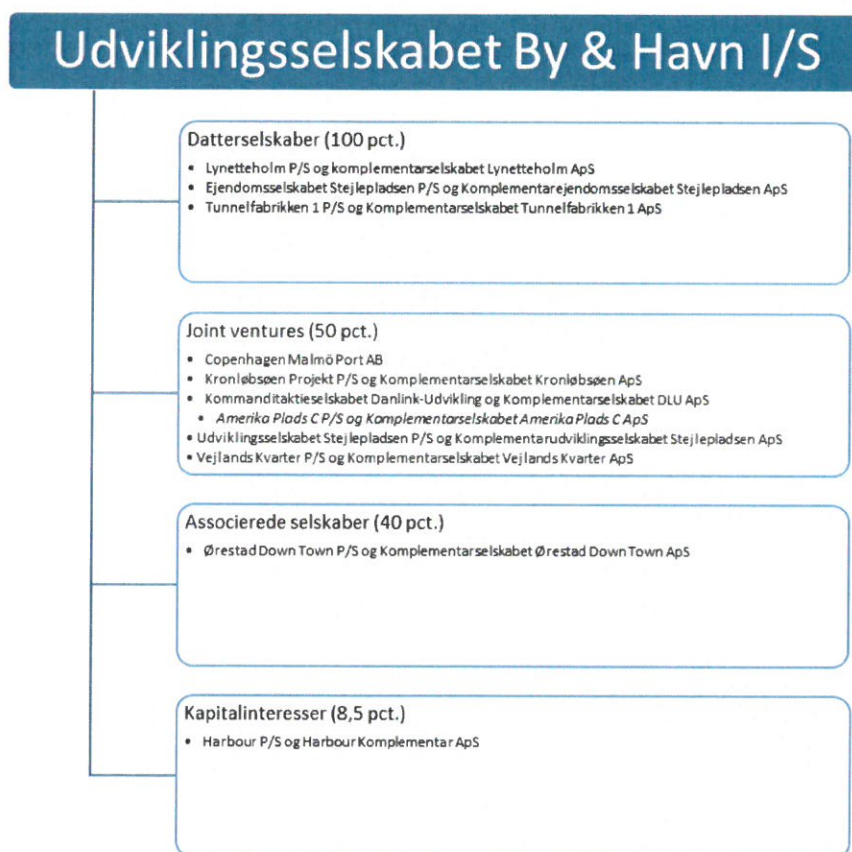 Udviklingsselskabet By & Havn I/S
Datterselskaber (100 pct.)
• Lynetteholm P/S og komplementarselskabet Lynetteholm ApS
• Ejendomsselskabet Stejlepladsen P/S og Komplementarejendomsselskabet Stejlepladsen ApS
• Tunnelfabrikken 1 P/S og Komplementarselskabet Tunnelfabrikken 1 ApS
Joint ventures (50 pct.)
• Copenhagen Malmö Port AB
• Kronløbsøen Projekt P/S og Komplementarselskabet Kronløbsøen ApS
• Kommanditaktieselskabet Danlink-Udvikling og Komplementarselskabet DLU ApS
• Amerika Plads C P/S og Komplementarselskabet Amerika Plads C ApS
• Udviklingsselskabet Stejlepladsen P/S og Komplementarudviklingsselskabet Stejlepladsen ApS
• Vejlands Kvarter P/S og Komplementarselskabet Vejlands Kvarter ApS
Associerede selskaber (40 pct.)
• Ørestad Down Town P/S og Komplementarselskabet Ørestad Down Town ApS
Kapitalinteresser (8,5 pct.)
• Harbour P/S og Harbour Komplementar ApS